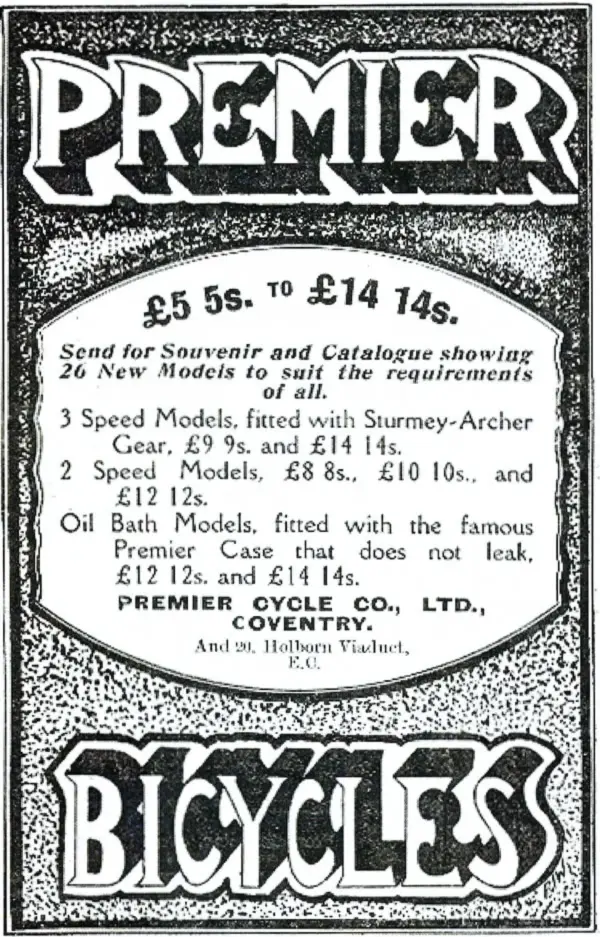 PREMIER
£5 5s. TO £14 14s.
Send for Souvenir and Catalogue showing
26 New Models to suit the requirements
of all.
3 Speed Models, fitted with Sturmey-Archer
Gear, £9 9s. and £14 14s.
2 Speed Models, £8 8s., £10 10s., and
£12 12s.
Oil Bath Models, fitted with the famous
Premier Case that does not leak,
£12 12s. and £14 14s.
PREMIER CYCLE CO., LTD.,
COVENTRY.
And 20, Holborn Viaduct,
E.C.
BICYCLES